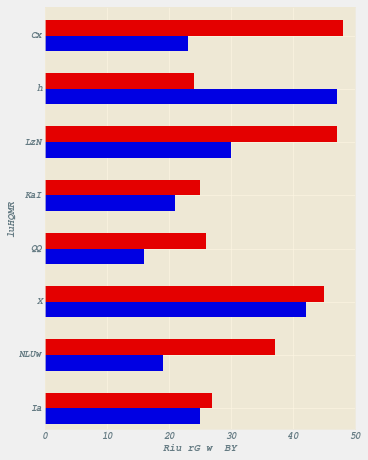 Cx
h
LzN
KaI
QQ
X
NLUw
Ia
luHQMR
0 10 20 30 40 50
Riu rG w  BY